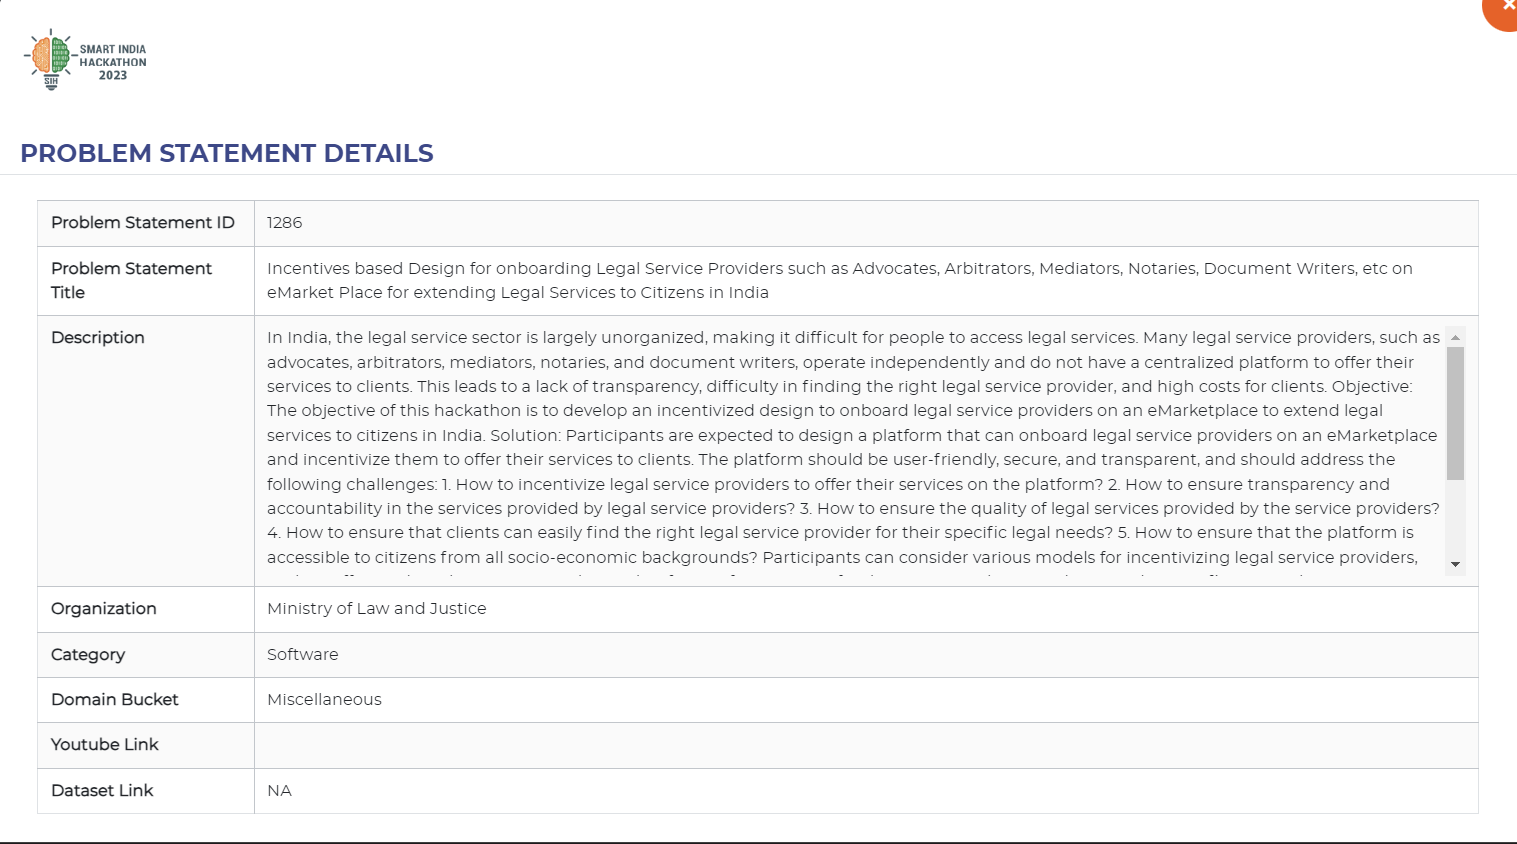 SMART INDIA
HACKATHON
2023
SIH
PROBLEM STATEMENT DETAILS
Problem Statement ID
1286
Problem Statement
Title
Incentives based Design for onboarding Legal Service Providers such as Advocates, Arbitrators, Mediators, Notaries, Document Writers, etc on
eMarket Place for extending Legal Services to Citizens in India
Description
In India, the legal service sector is largely unorganized, making it difficult for people to access legal services. Many legal service providers, such as
advocates, arbitrators, mediators, notaries, and document writers, operate independently and do not have a centralized platform to offer their
services to clients. This leads to a lack of transparency, difficulty in finding the right legal service provider, and high costs for clients. Objective:
The objective of this hackathon is to develop an incentivized design to onboard legal service providers on an eMarketplace to extend legal
services to citizens in India. Solution: Participants are expected to design a platform that can onboard legal service providers on an eMarketplace
and incentivize them to offer their services to clients. The platform should be user-friendly, secure, and transparent, and should address the
following challenges: 1. How to incentivize legal service providers to offer their services on the platform? 2. How to ensure transparency and
accountability in the services provided by legal service providers? 3. How to ensure the quality of legal services provided by the service providers?
4. How to ensure that clients can easily find the right legal service provider for their specific legal needs? 5. How to ensure that the platform is
accessible to citizens from all socio-economic backgrounds? Participants can consider various models for incentivizing legal service providers,
Organization
Ministry of Law and Justice
Category
Software
Domain Bucket
Miscellaneous
Youtube Link
Dataset Link
NA